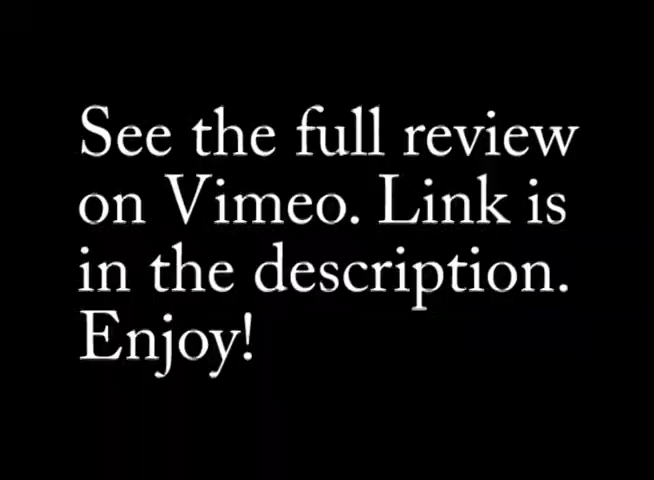 See the full review
on Vimeo. Link is
in the description.
Enjoy!